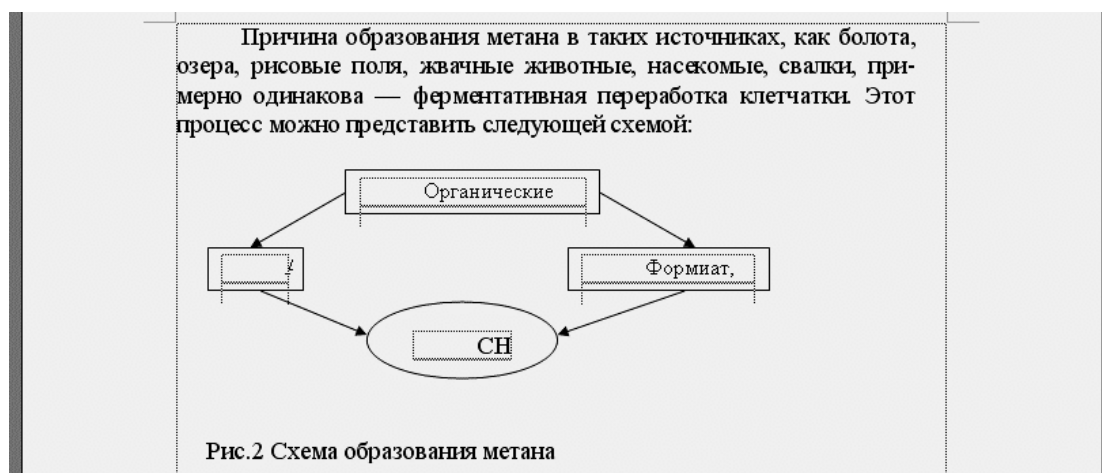 Причина образования метана в таких источниках, как болота,
озера, рисовые поля, жвачные животные, насекомые, свалки, при-
мерно одинакова — ферментативная переработка клетчатки. Этот
процесс можно представить следующей схемой:
Органические
Формиат,
СН
Рис.2 Схема образования метана